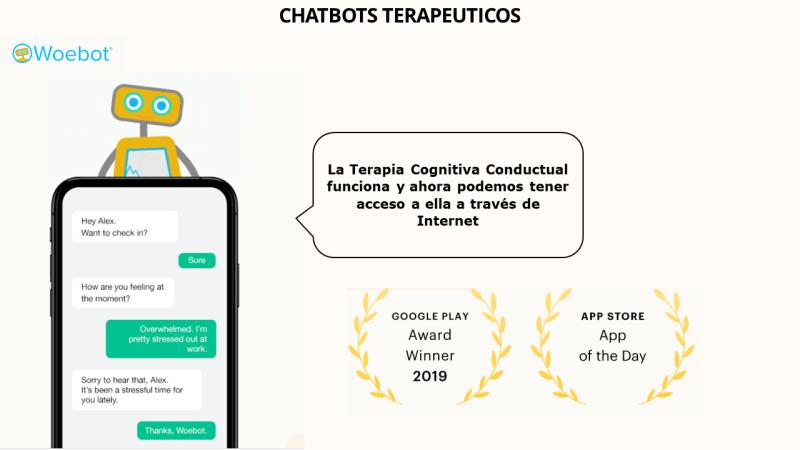 CHATBOTS TERAPEUTICOS
Woebot
Hey Alex.
Want to check in?
Sure
How are you feeling at
the moment?
Overwhelmed. I'm
pretty stressed out at
work.
Sorry to hear that, Alex.
It's been a stressful time for
you lately.
Thanks, Woebot.
La Terapia Cognitiva Conductual
funciona y ahora podemos tener
acceso a ella a través de
Internet
GOOGLE PLAY
Award
Winner
2019
APP STORE
App
of the Day